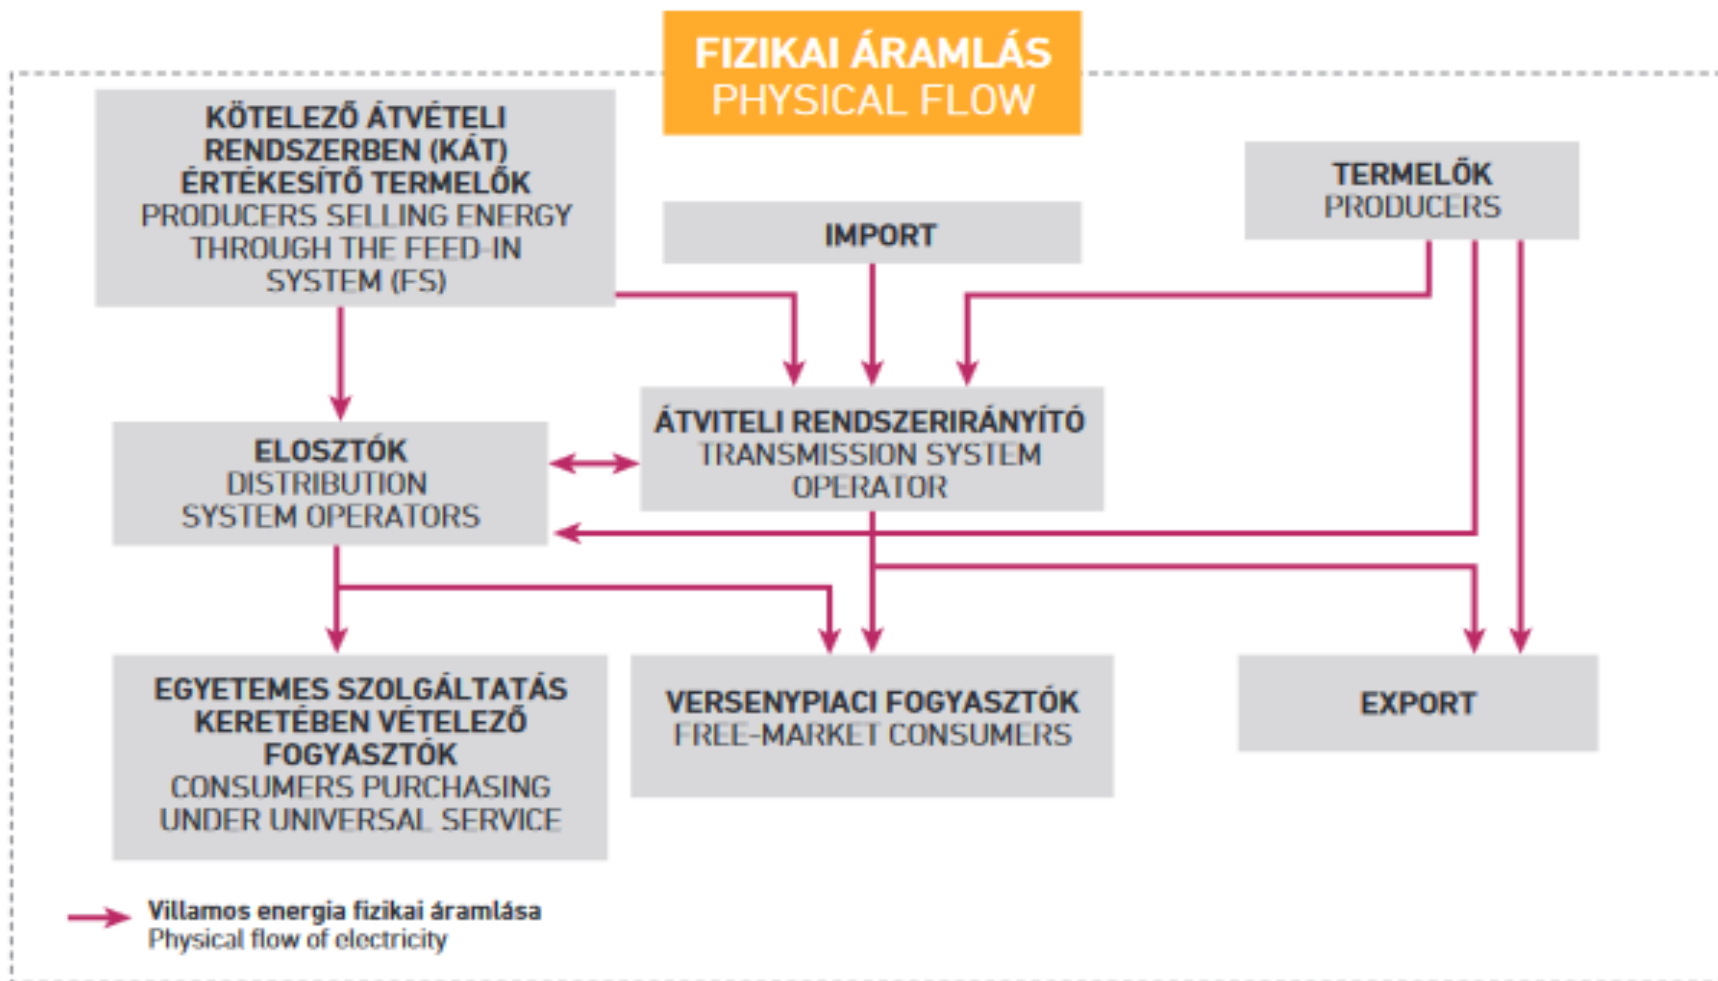 FIZIKAI ÁRAMLÁS
PHYSICAL FLOW
KÖTELEZŐ ÁTVÉTELI
RENDSZERBEN (KÁT)
ÉRTÉKESÍTŐ TERMELŐK
PRODUCERS SELLING ENERGY
THROUGH THE FEED-IN
SYSTEM (FS)
IMPORT
TERMELŐK
PRODUCERS
ELOSZTÓK
DISTRIBUTION
SYSTEM OPERATORS
ÁTVITELI RENDSZERIRÁNYÍTÓ
TRANSMISSION SYSTEM
OPERATOR
EGYETEMES SZOLGÁLTATÁS
KERETÉBEN VÉTELEZŐ
FOGYASZTÓK
CONSUMERS PURCHASING
UNDER UNIVERSAL SERVICE
VERSENYPIACI FOGYASZTÓK
FREE-MARKET CONSUMERS
EXPORT
Villamos energia fizikai áramlása
Physical flow of electricity